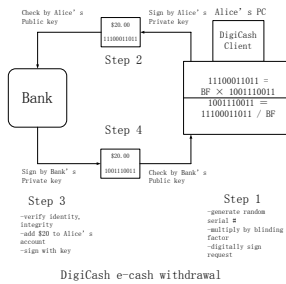 Check by Alice's
Public key
$20.00
11100011011
Sign by Alice's
Private key
Alice's PC
DigiCash
Client
Step 2
Bank
11100011011 =
BF × 1001110011
1001110011 =
11100011011 / BF
Step 4
$20.00
1001110011
Sign by Bank's
Private key
Check by Bank's
Public key
Step 3
-verify identity,
integrity
-add $20 to Alice's
account
-sign with key
Step 1
-generate random
serial #
-multiply by blinding
factor
-digitally sign
request
DigiCash e-cash withdrawal